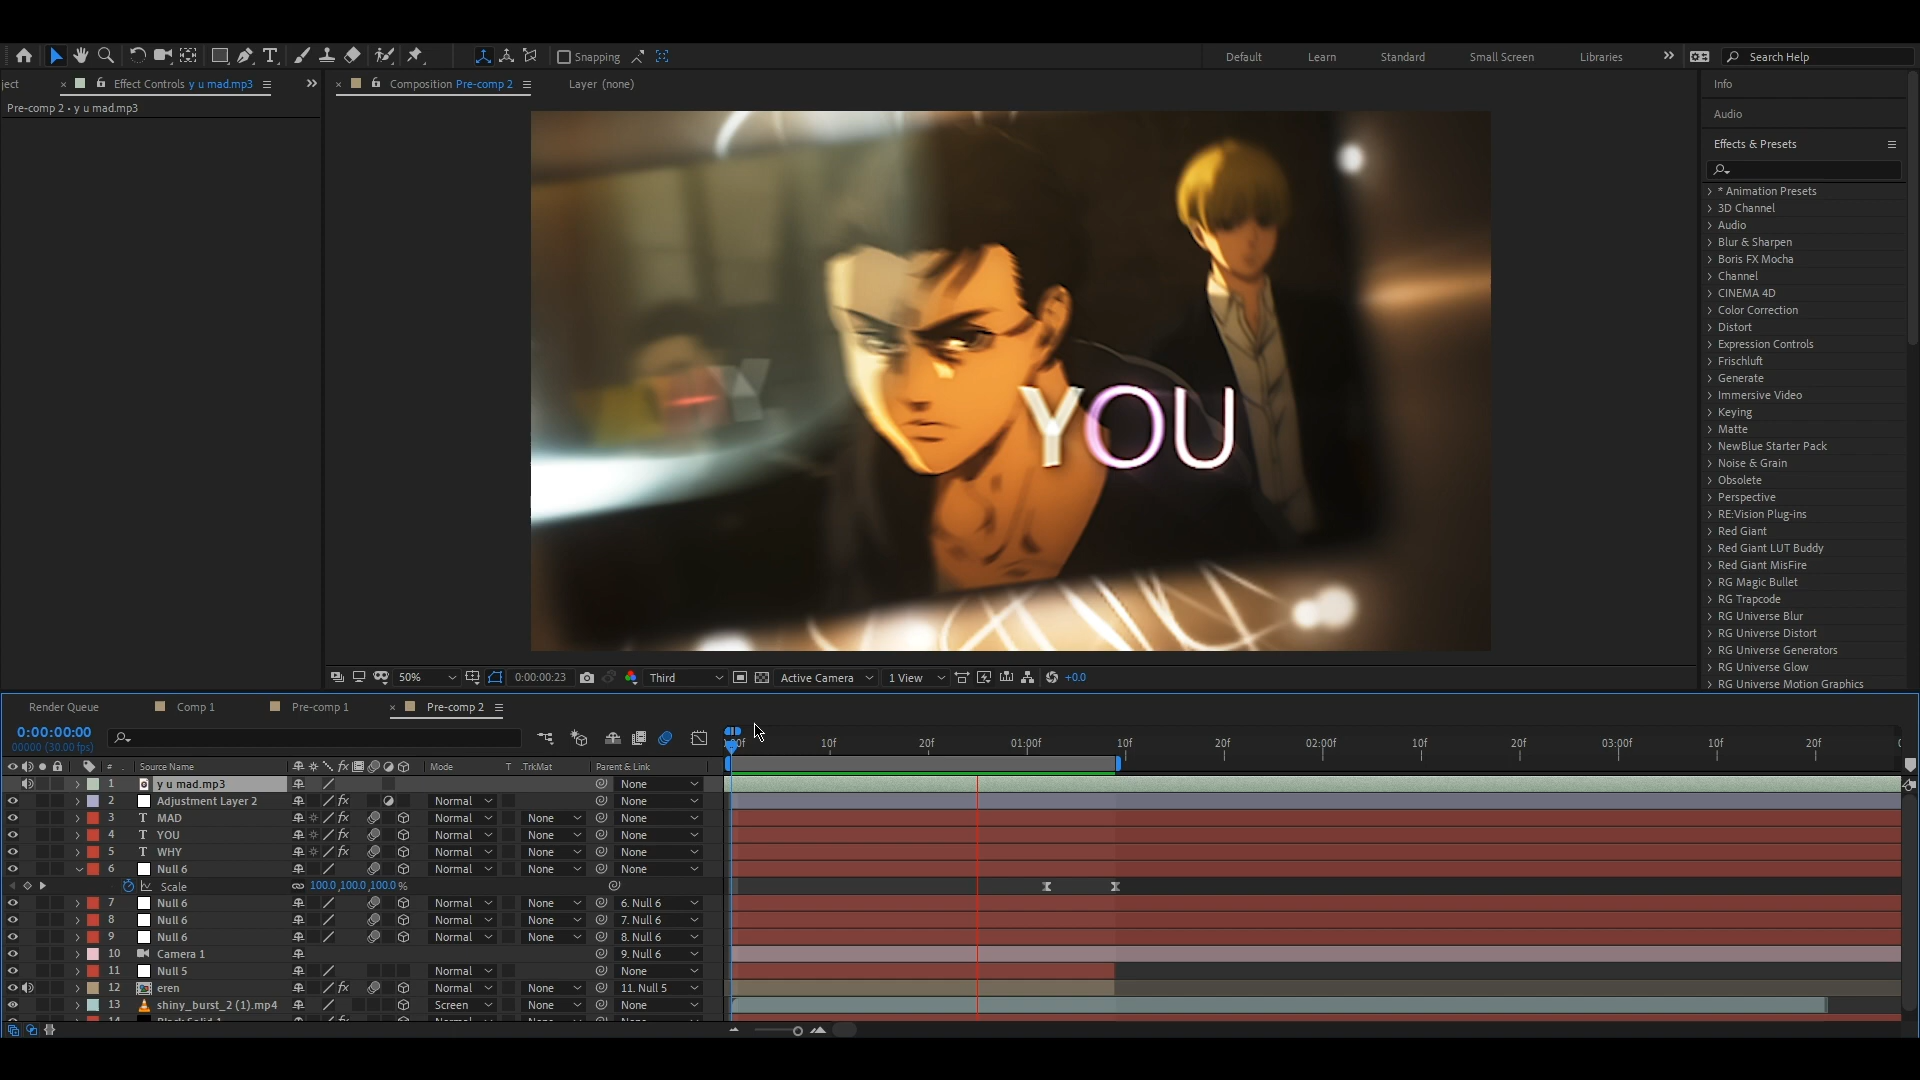 Snapping
Default
Learn
Standard
Small Screen
Libraries
Search Help
ject
Effect Controls y u mad.mp3
Composition Pre-comp 2
Layer (none)
Info
Pre-comp 2 • y u mad.mp3
Audio
Effects & Presets
* Animation Presets
3D Channel
Audio
Blur & Sharpen
Boris FX Mocha
Channel
CINEMA 4D
Color Correction
Distort
Expression Controls
Frischluft
Generate
Immersive Video
Keying
Matte
NewBlue Starter Pack
Noise & Grain
Obsolete
Perspective
RE:Vision Plug-ins
Red Giant
Red Giant LUT Buddy
Red Giant MisFire
RG Magic Bullet
RG Trapcode
RG Universe Blur
RG Universe Distort
RG Universe Generators
RG Universe Glow
RG Universe Motion Graphics
Y
YOU
50%
0:00:00:23
Third
Active Camera
1 View
+0.0
Render Queue
Comp 1
Pre-comp 1
Pre-comp 2
0:00:00:00
00000 (30.00 fps)
:00f 10f 20f 01:00f 10f 20f 02:00f 10f 20f 03:00f 10f 20f
# . Source Name fx Mode T .TrkMat Parent & Link
1 y u mad.mp3 None
2 Adjustment Layer 2 fx Normal None
3 T MAD fx Normal None None
4 T YOU fx Normal None None
5 T WHY fx Normal None None
6 Null 6 Normal None None
Scale 100.0,100.0,100.0%
7 Null 6 Normal None 6. Null 6
8 Null 6 Normal None 7. Null 6
9 Null 6 Normal None 8. Null 6
10 Camera 1 9. Null 6
11 Null 5 Normal None
12 eren fx Normal None 11. Null 5
13 shiny_burst_2 (1).mp4 Screen None None